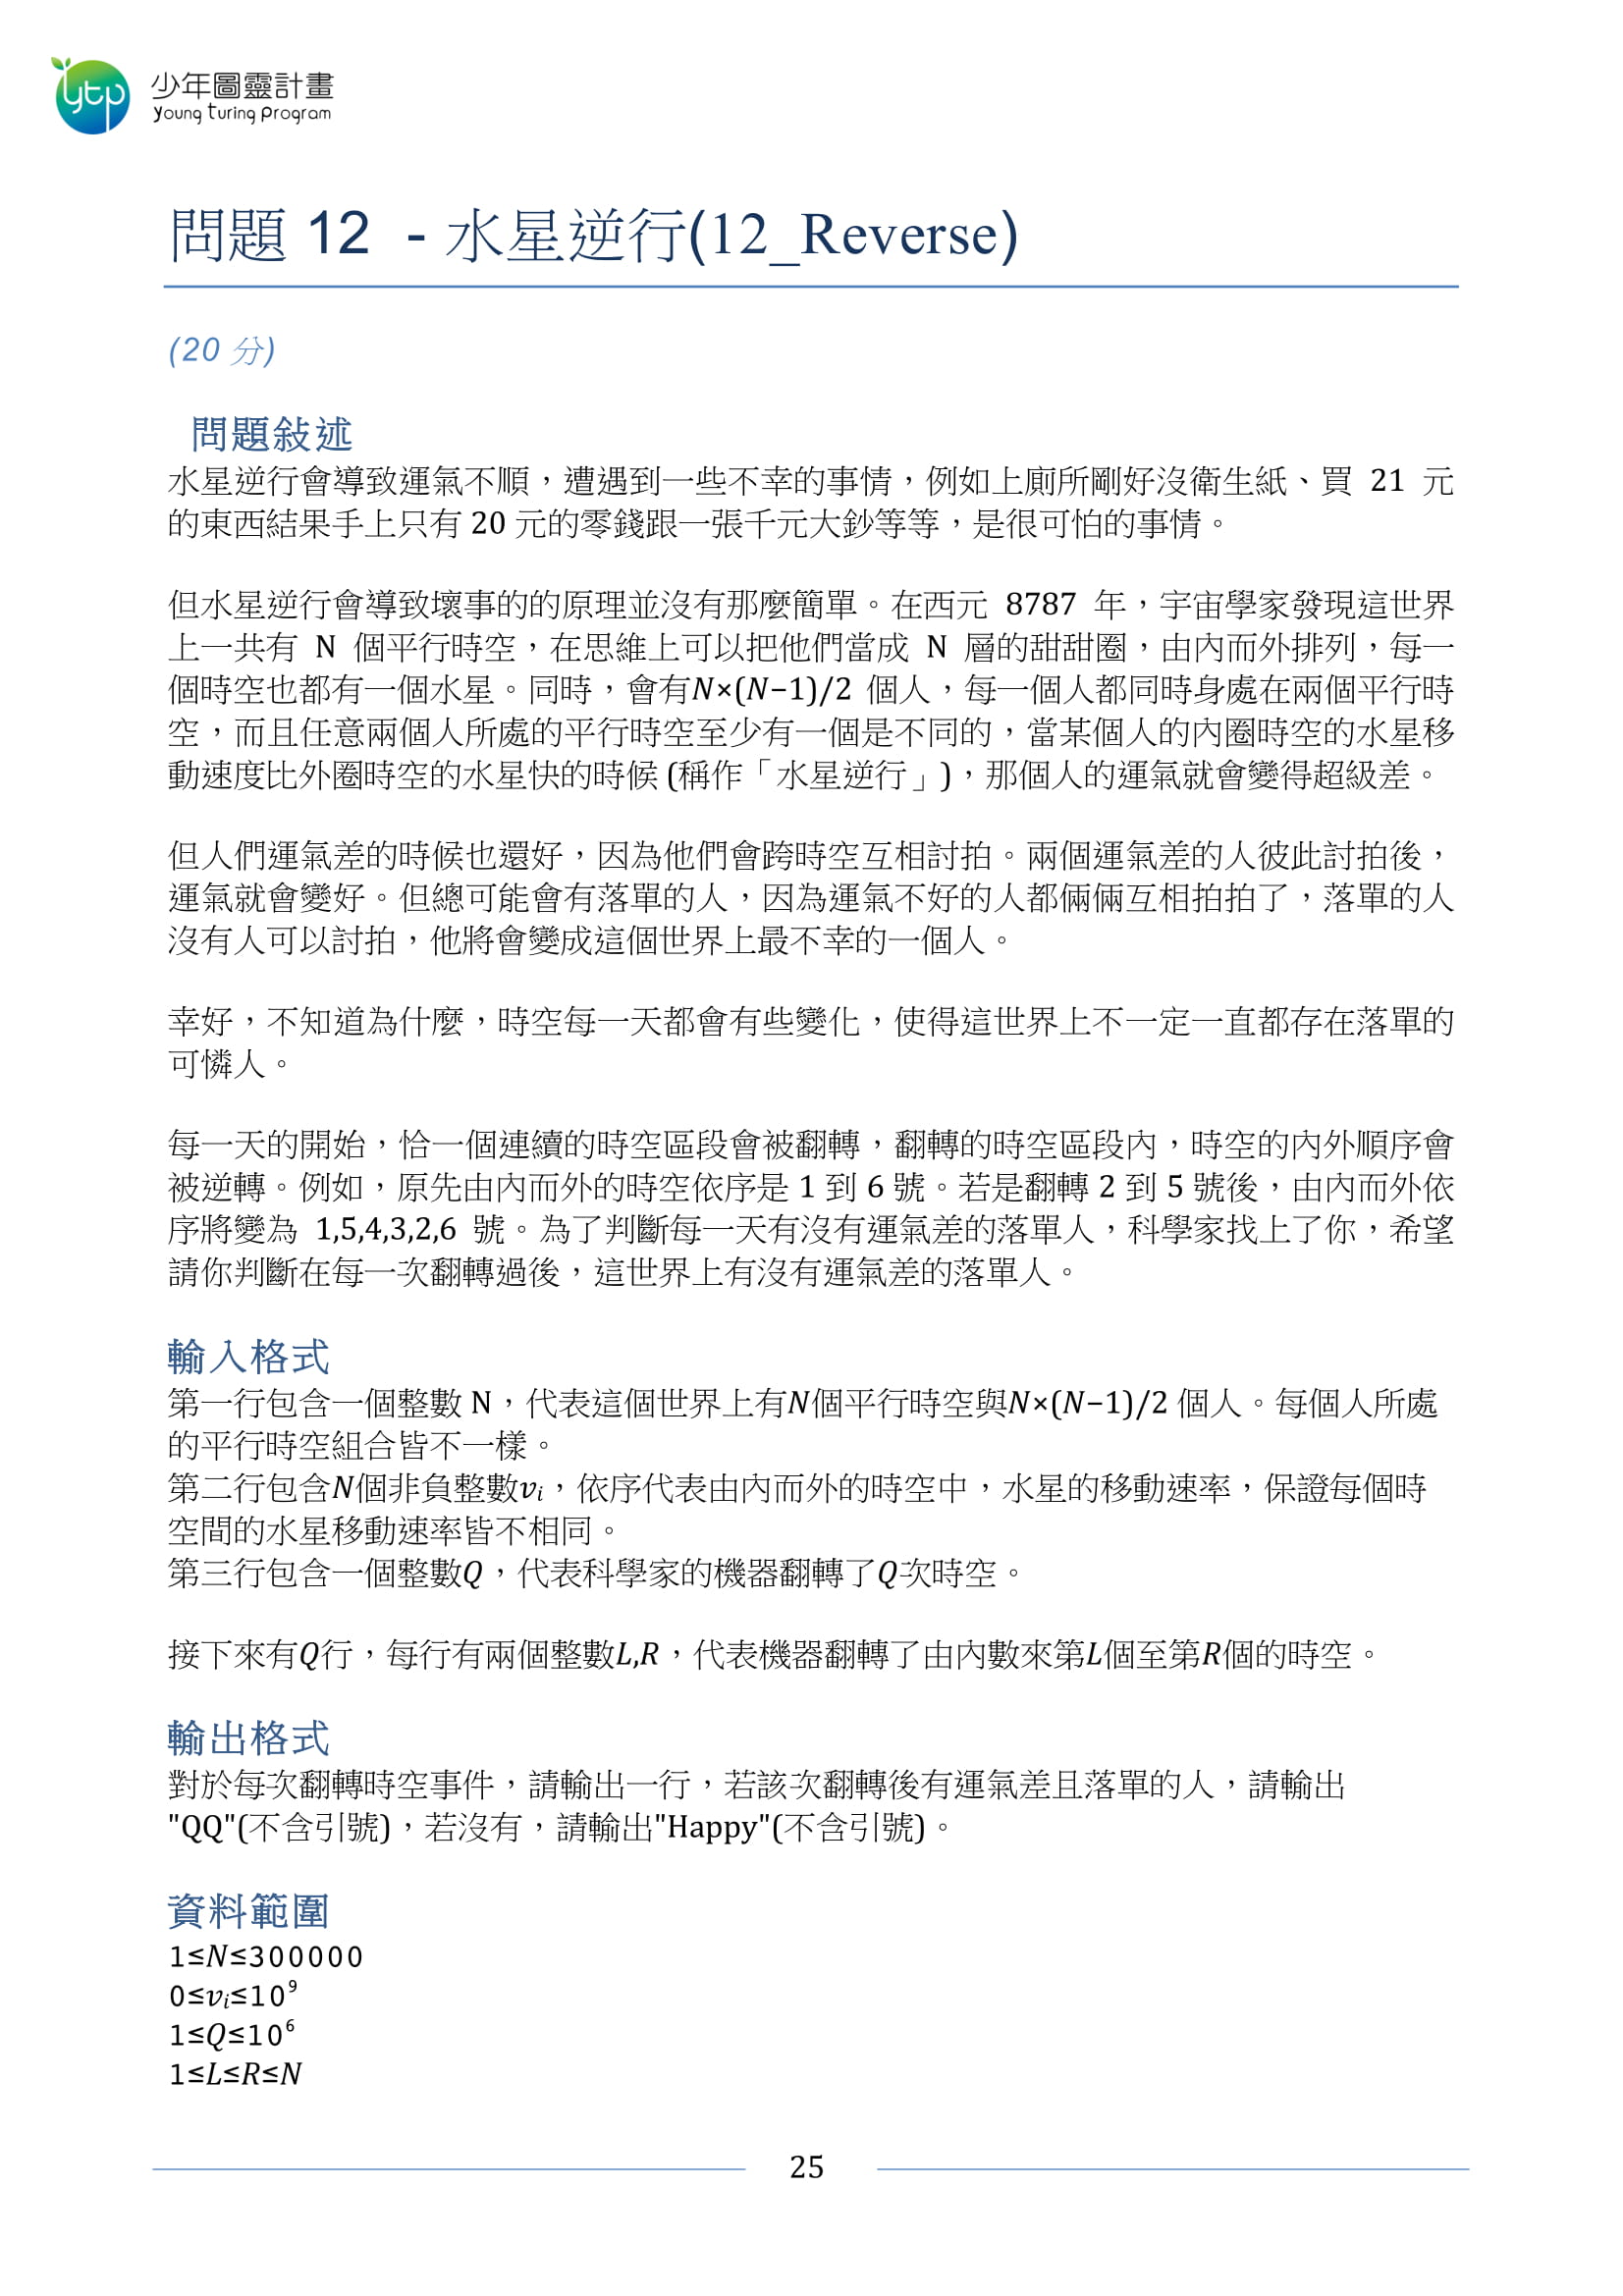 ytp 少年圖靈計畫
young turing program
問題 12 - 水星逆行(12_Reverse)
(20 分)
問題敍述
水星逆行會導致運氣不順，遭遇到一些不幸的事情，例如上廁所剛好沒衛生紙、買 21 元
的東西結果手上只有 20 元的零錢跟一張千元大鈔等等，是很可怕的事情。
但水星逆行會導致壞事的的原理並沒有那麼簡單。在西元 8787 年，宇宙學家發現這世界
上一共有 N 個平行時空，在思維上可以把他們當成 N 層的甜甜圈，由內而外排列，每一
個時空也都有一個水星。同時，會有N×(N−1)/2 個人，每一個人都同時身處在兩個平行時
空，而且任意兩個人所處的平行時空至少有一個是不同的，當某個人的內圈時空的水星移
動速度比外圈時空的水星快的時候 (稱作「水星逆行」)，那個人的運氣就會變得超級差。
但人們運氣差的時候也還好，因為他們會跨時空互相討拍。兩個運氣差的人彼此討拍後，
運氣就會變好。但總可能會有落單的人，因為運氣不好的人都倆倆互相拍拍了，落單的人
沒有人可以討拍，他將會變成這個世界上最不幸的一個人。
幸好，不知道為什麼，時空每一天都會有些變化，使得這世界上不一定一直都存在落單的
可憐人。
每一天的開始，恰一個連續的時空區段會被翻轉，翻轉的時空區段內，時空的內外順序會
被逆轉。例如，原先由內而外的時空依序是 1 到 6 號。若是翻轉 2 到 5 號後，由內而外依
序將變為 1,5,4,3,2,6 號。為了判斷每一天有沒有運氣差的落單人，科學家找上了你，希望
請你判斷在每一次翻轉過後，這世界上有沒有運氣差的落單人。
輸入格式
第一行包含一個整數 N，代表這個世界上有N個平行時空與N×(N−1)/2 個人。每個人所處
的平行時空組合皆不一樣。
第二行包含N個非負整數vᵢ，依序代表由內而外的時空中，水星的移動速率，保證每個時
空間的水星移動速率皆不相同。
第三行包含一個整數Q，代表科學家的機器翻轉了Q次時空。
接下來有Q行，每行有兩個整數L,R，代表機器翻轉了由內數來第L個至第R個的時空。
輸出格式
對於每次翻轉時空事件，請輸出一行，若該次翻轉後有運氣差且落單的人，請輸出
"QQ"(不含引號)，若沒有，請輸出"Happy"(不含引號)。
資料範圍
1≤N≤300000
0≤vᵢ≤10⁹
1≤Q≤10⁶
1≤L≤R≤N
25